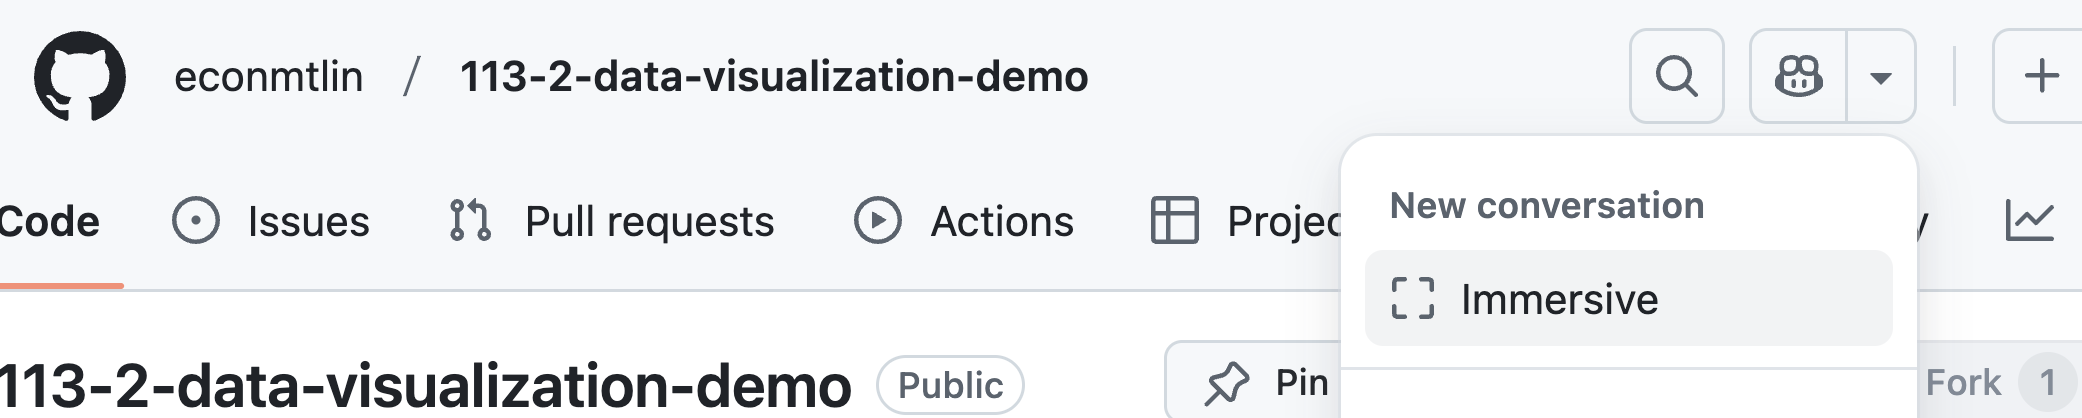 econmtlin / 113-2-data-visualization-demo
Code Issues Pull requests Actions
New conversation
Immersive
113-2-data-visualization-demo Public Pin Fork 1